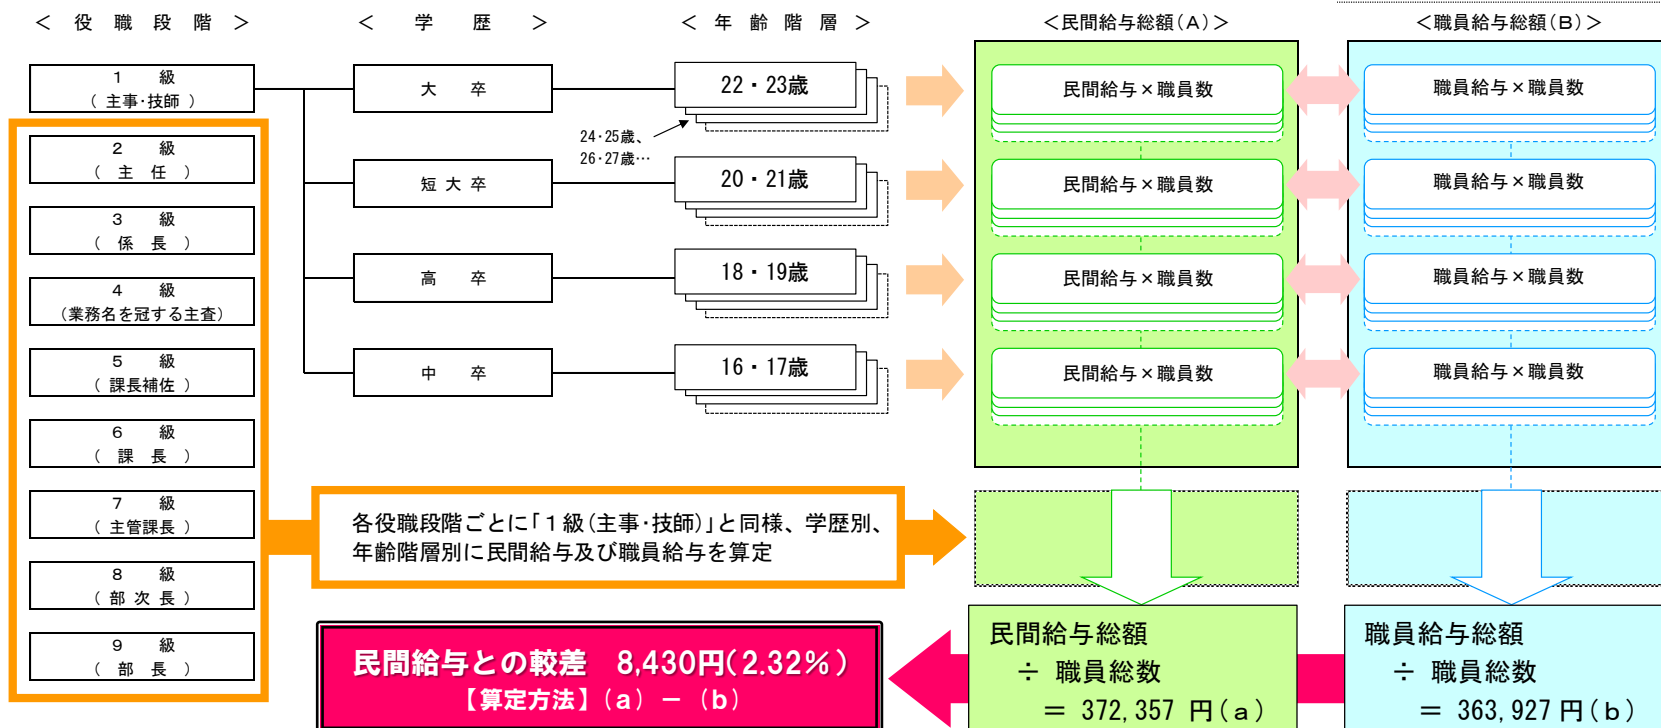 ＜ 役 職 段 階 ＞
＜ 学 歴 ＞
＜ 年 齢 階 層 ＞
＜民間給与総額(Ａ)＞
＜職員給与総額(Ｂ)＞
１ 級
（ 主事･技師 ）
２ 級
（ 主 任 ）
３ 級
（ 係 長 ）
４ 級
（業務名を冠する主査）
５ 級
（ 課長補佐 ）
６ 級
（ 課 長 ）
７ 級
（ 主管課長 ）
８ 級
（ 部 次 長 ）
９ 級
（ 部 長 ）
大 卒
短 大 卒
高 卒
中 卒
22・23歳
24･25歳、
26･27歳…
20・21歳
18・19歳
16・17歳
民間給与×職員数
民間給与×職員数
民間給与×職員数
民間給与×職員数
職員給与×職員数
職員給与×職員数
職員給与×職員数
職員給与×職員数
各役職段階ごとに｢１級(主事･技師)｣と同様、学歴別、
年齢階層別に民間給与及び職員給与を算定
民間給与総額
÷ 職員総数
＝ 372,357 円(ａ)
職員給与総額
÷ 職員総数
＝ 363,927 円(ｂ)
民間給与との較差 8,430円(2.32％)
【算定方法】(ａ) － (ｂ)